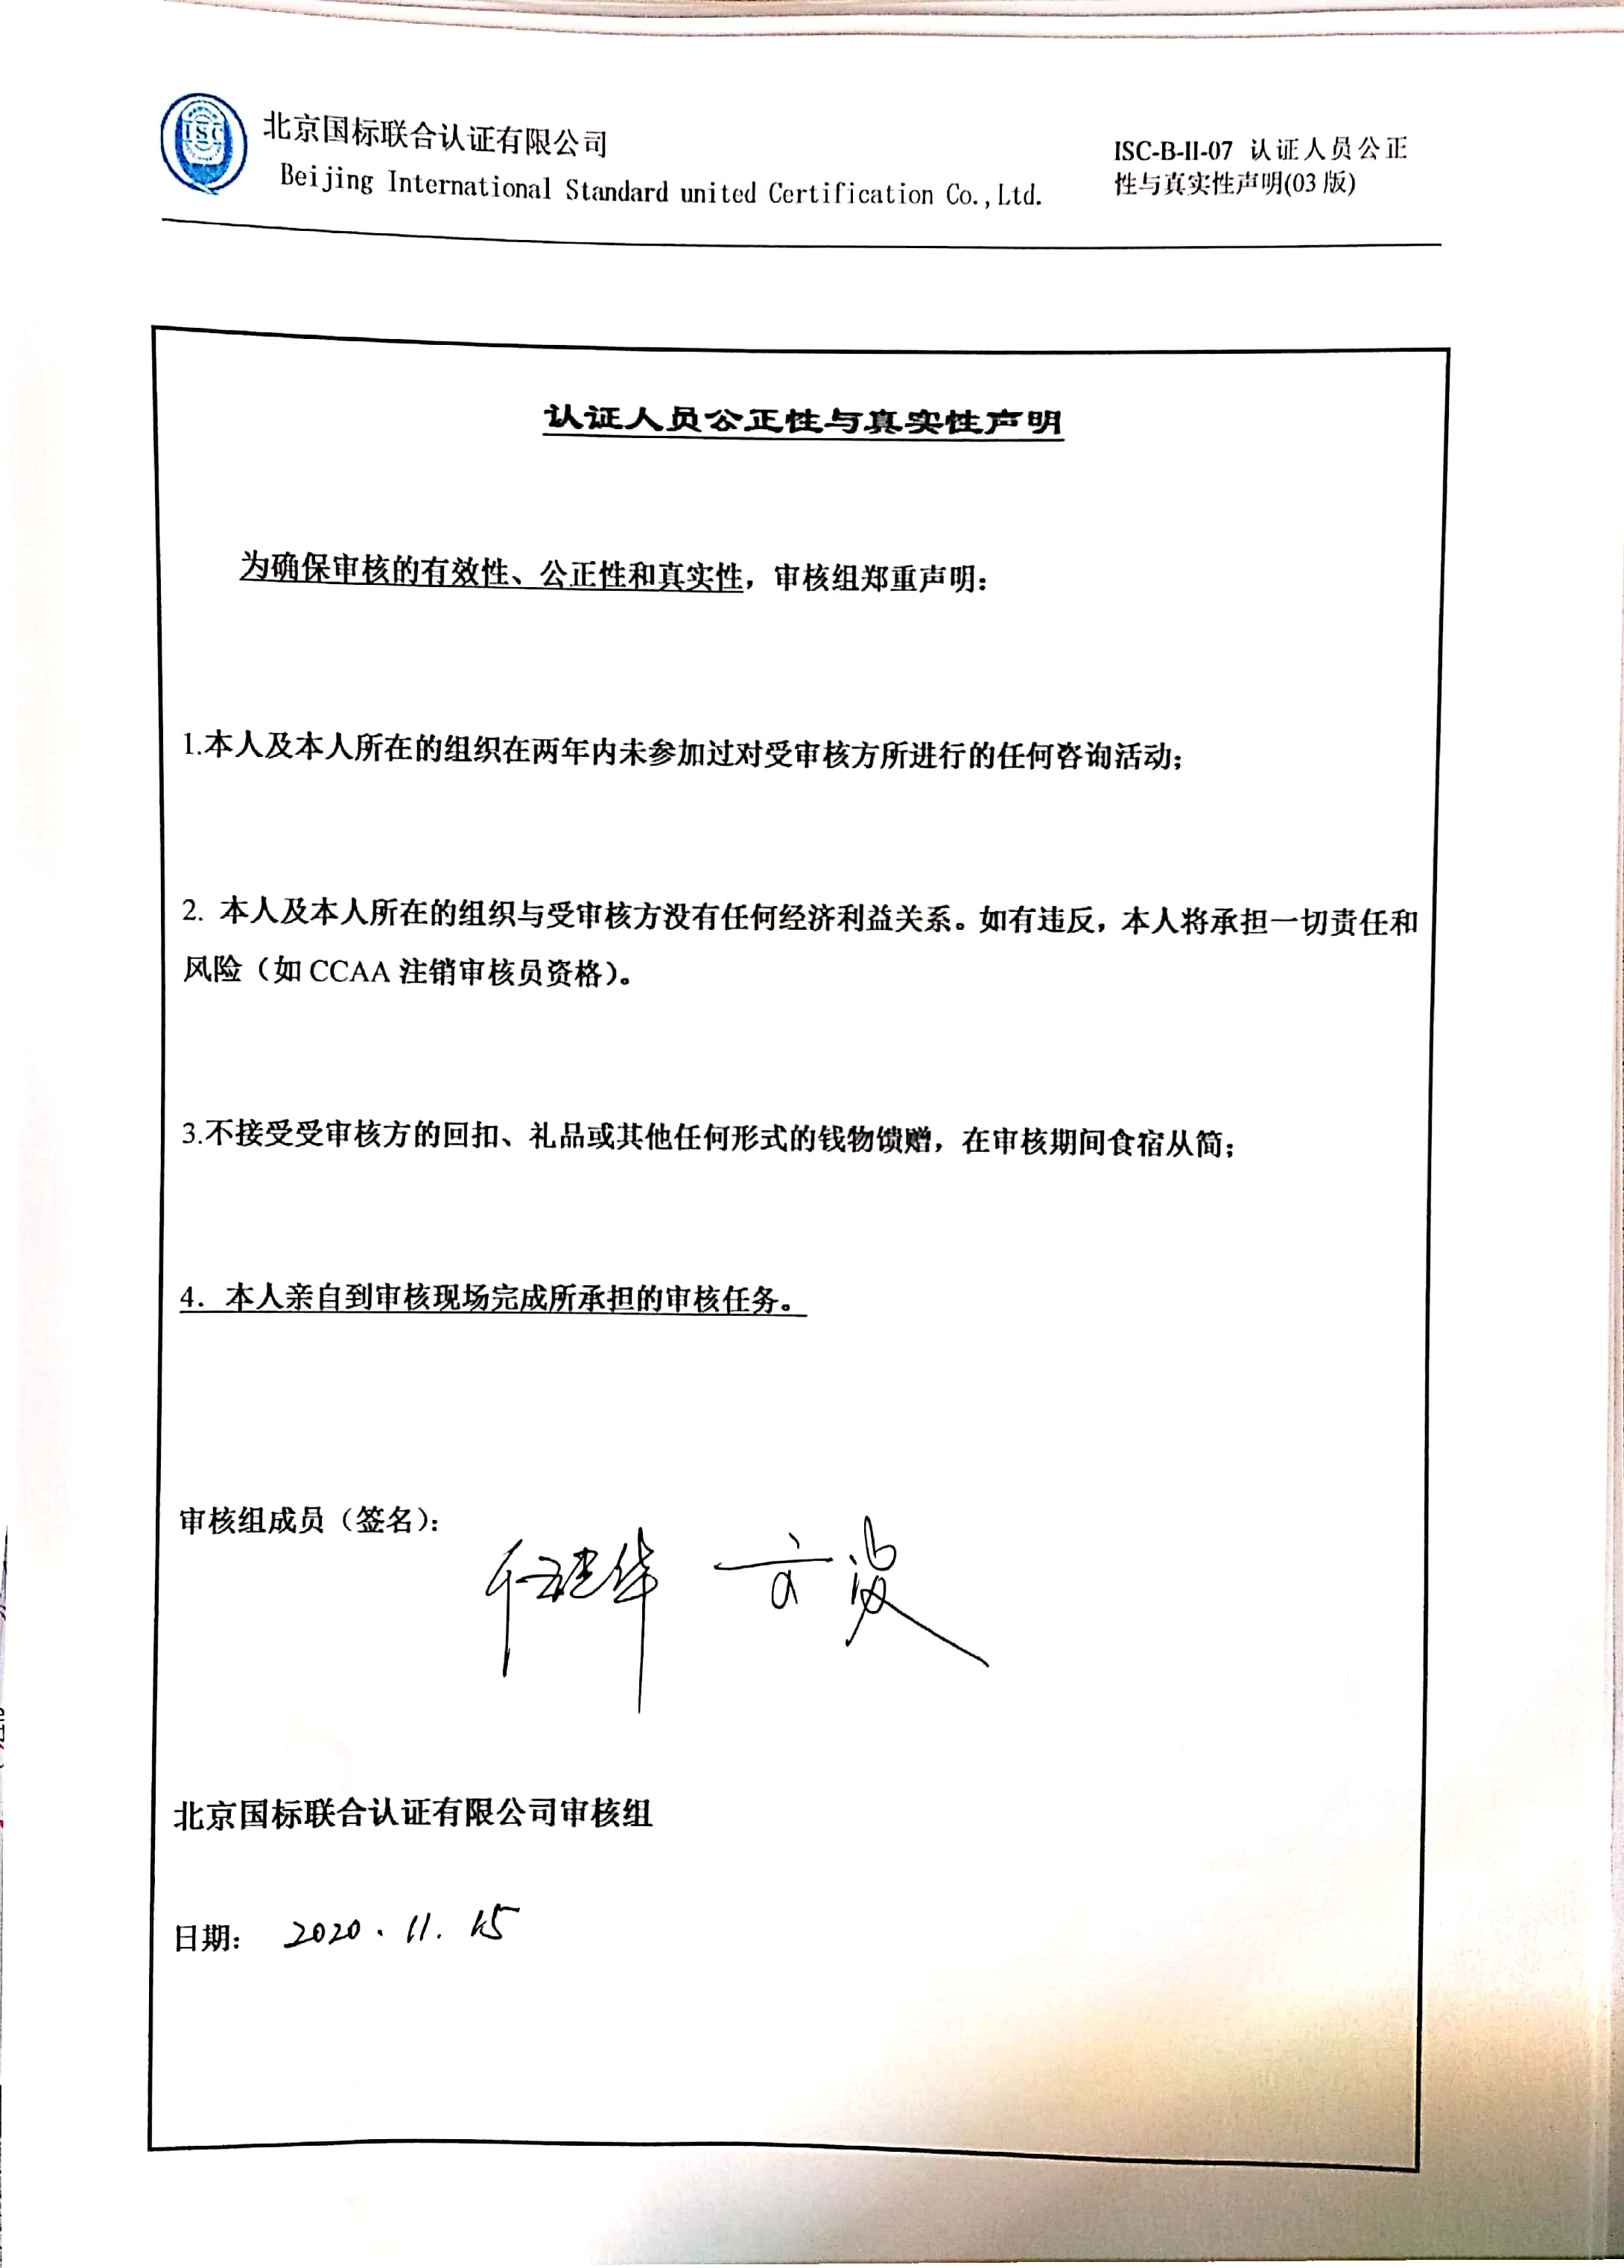 ISC
北京国标联合认证有限公司
Beijing International Standard united Certification Co.,Ltd.
ISC-B-II-07 认证人员公正
性与真实性声明(03 版)
认证人员公正性与真实性声明
为确保审核的有效性、公正性和真实性，审核组郑重声明：
1.本人及本人所在的组织在两年内未参加过对受审核方所进行的任何咨询活动；
2. 本人及本人所在的组织与受审核方没有任何经济利益关系。如有违反，本人将承担一切责任和
风险（如 CCAA 注销审核员资格）。
3.不接受受审核方的回扣、礼品或其他任何形式的钱物馈赠，在审核期间食宿从简；
4. 本人亲自到审核现场完成所承担的审核任务。
审核组成员（签名）：
北京国标联合认证有限公司审核组
日期： 2020.11.15